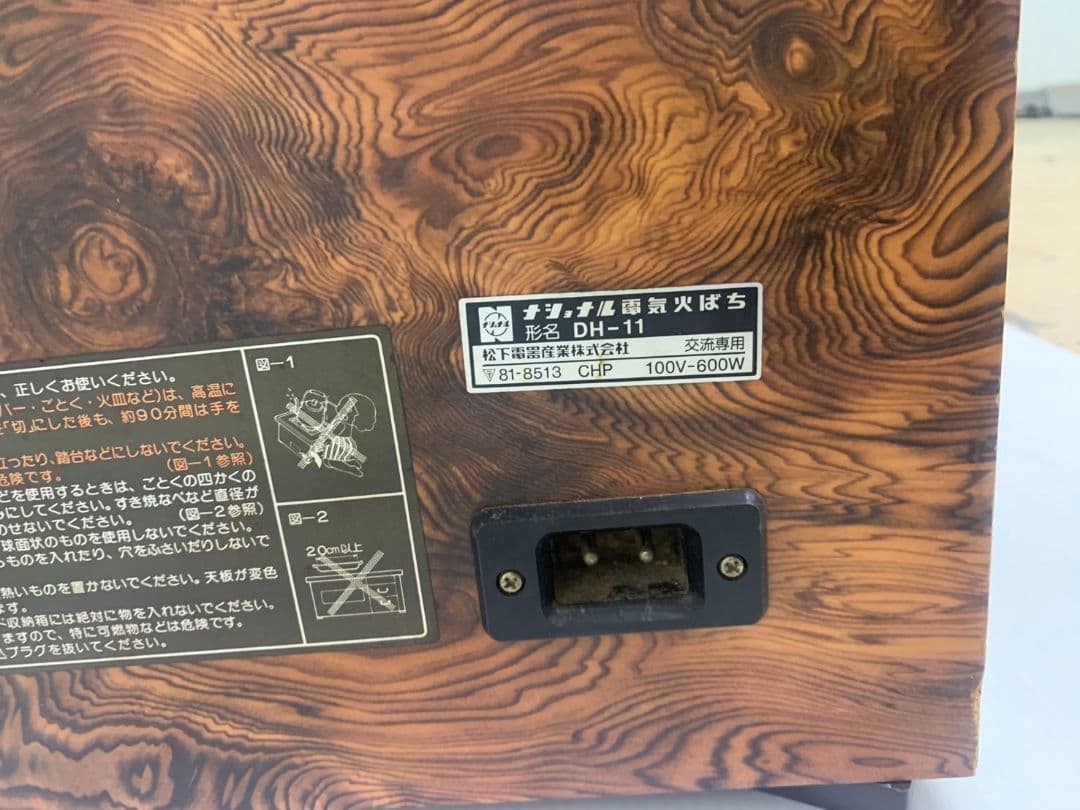 ナショナル
ナショナル電気火ばち
形名 DH-11
松下電器産業株式会社 交流専用
81-8513 CHP 100V-600W
、正しくお使いください。
バー・ごとく・火皿など)は、高温に
「切」にした後も、約90分間は手を
ったり、踏台などにしないでください。
危険です。 (図-1参照)
を使用するときは、ごとくの四かくの
にしてください。すき焼なべなど直径が
のせないでください。 (図-2参照)
球面状のものを使用しないでください。
ものを入れたり、穴をふさいだりしないで
熱いものを置かないでください。天板が変色
ます。
収納箱には絶対に物を入れないでください。
ますので、特に可燃物などは危険です。
プラグを抜いてください。
図-1
図-2
20cm以上